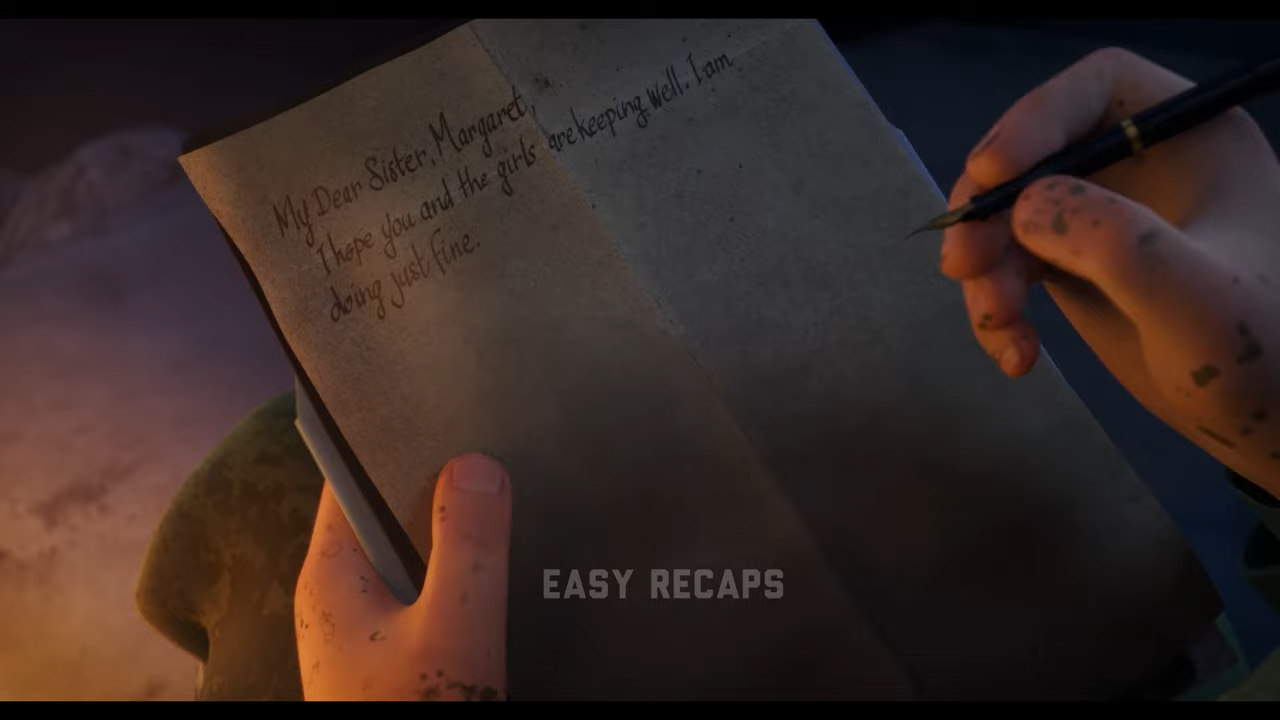 My Dear Sister, Margaret,
I hope you and the girls are keeping well. I am
doing just fine.
EASY RECAPS